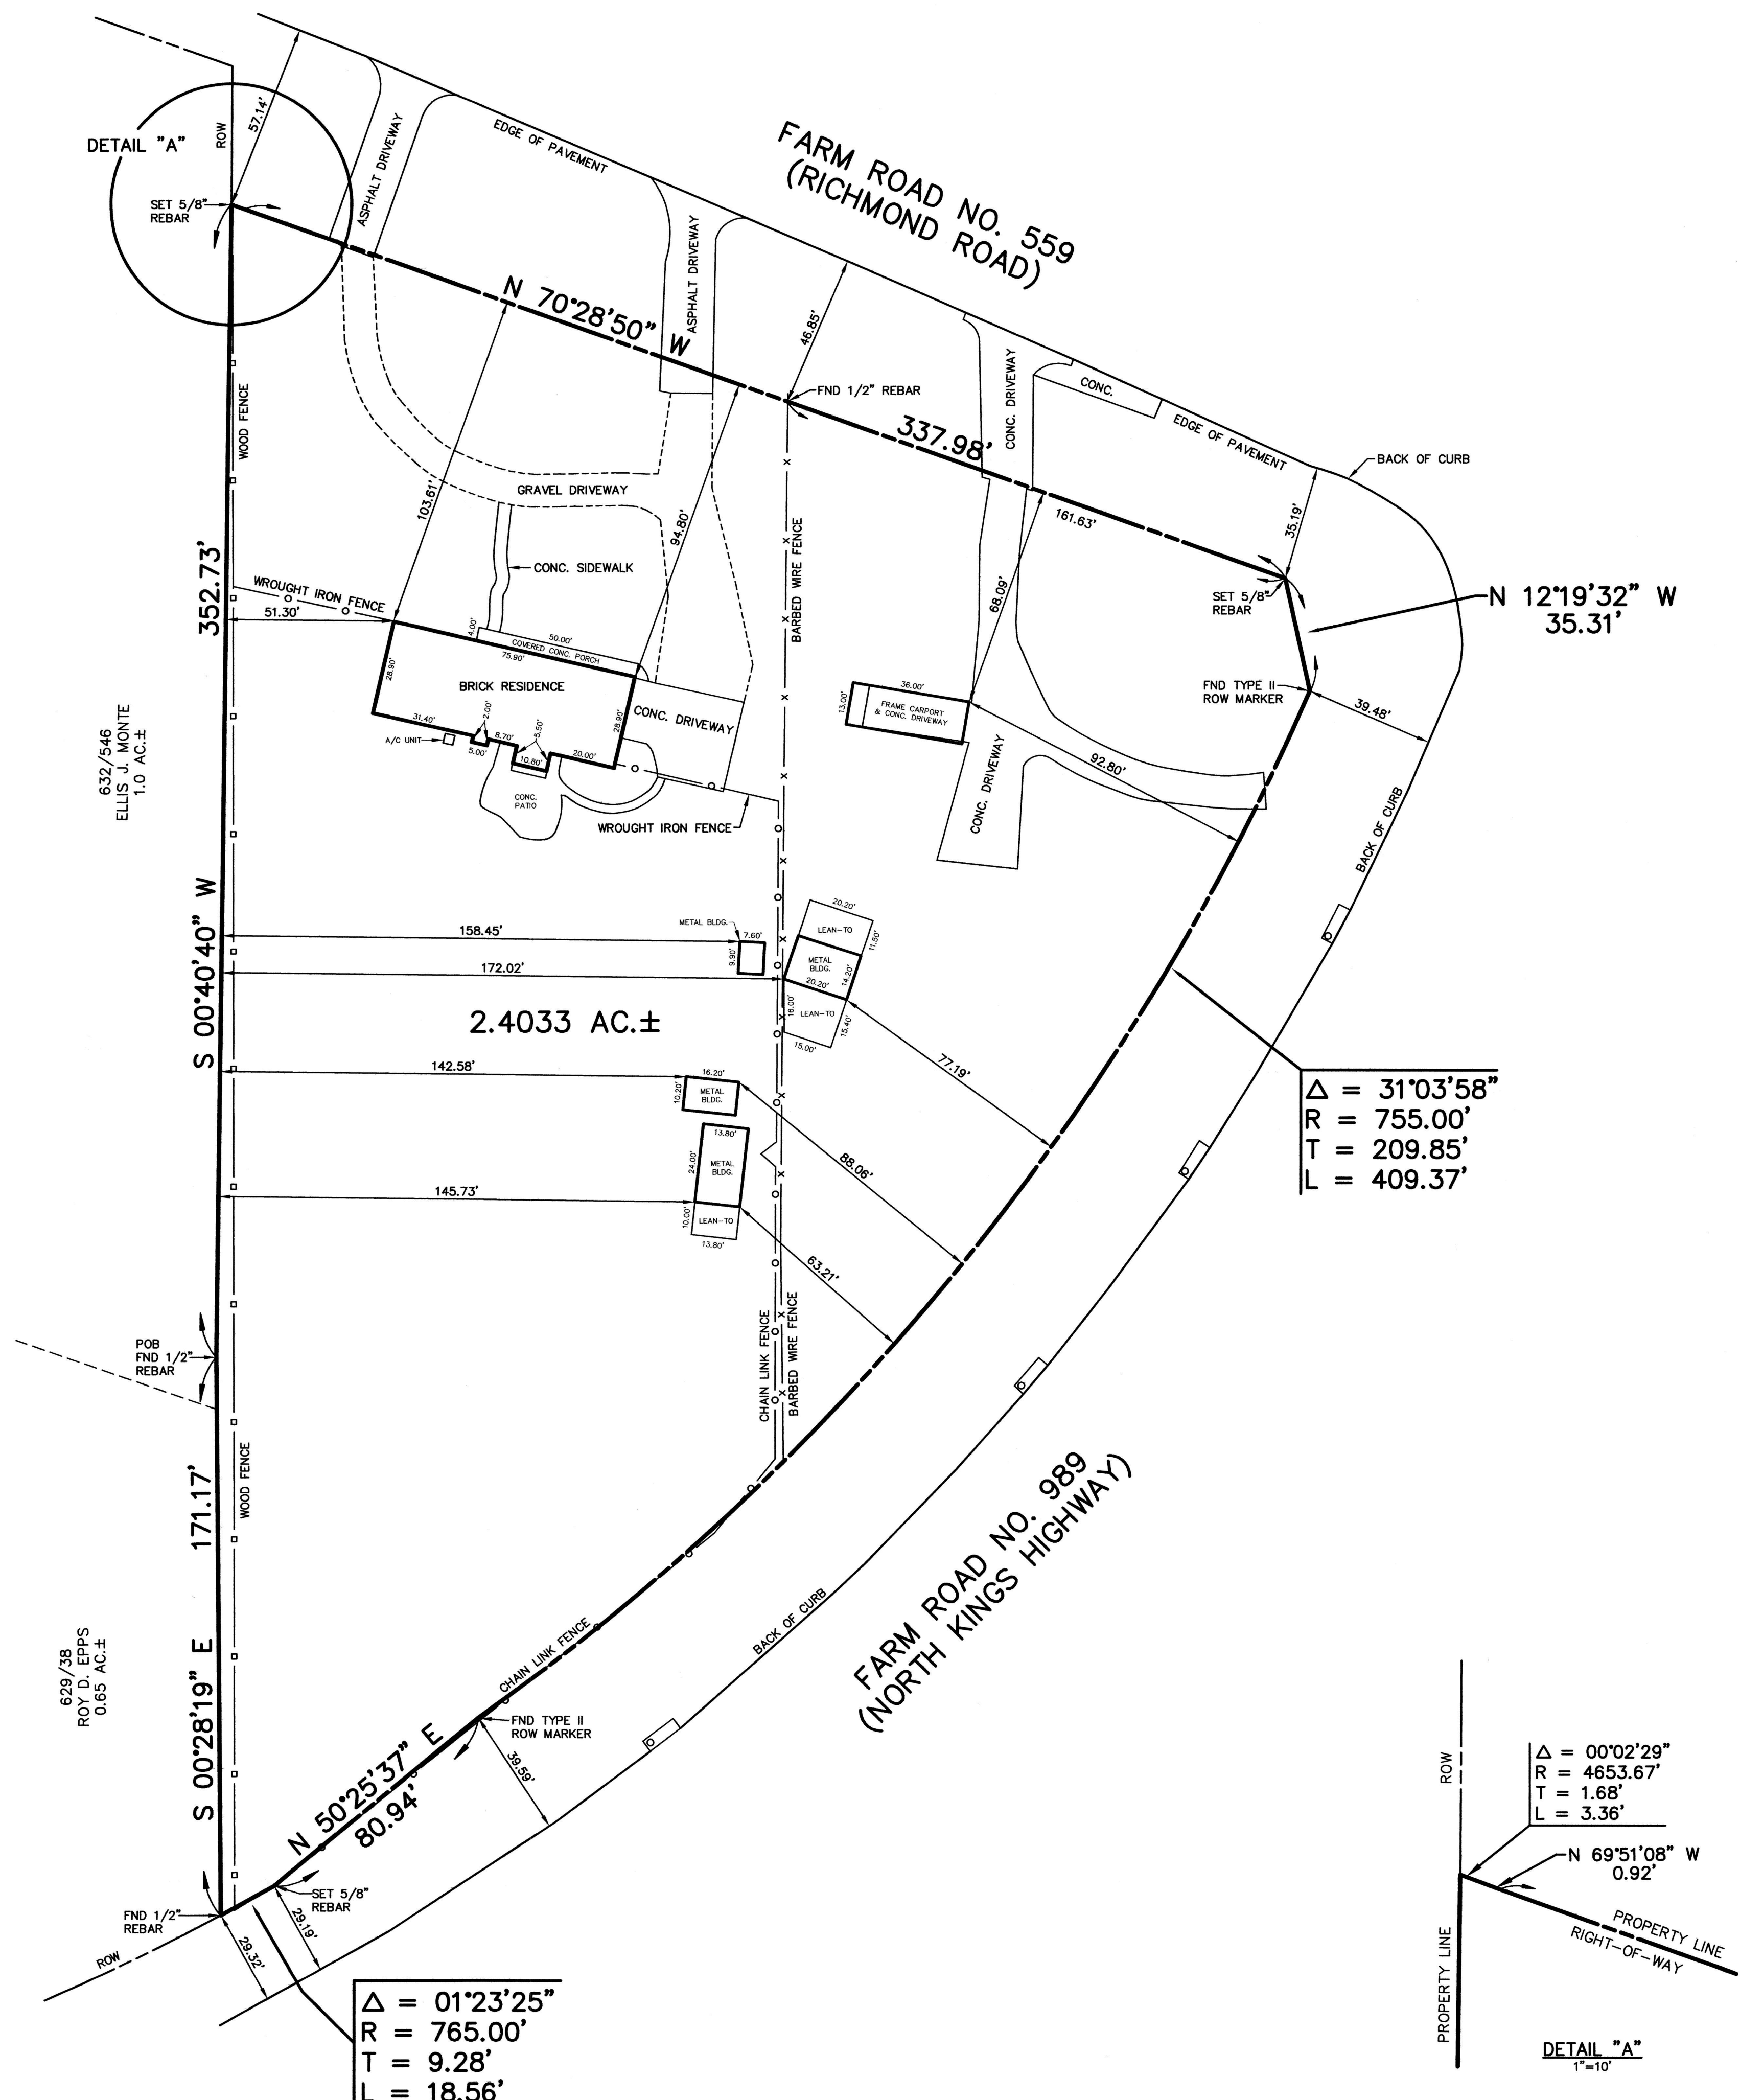 57.14'
ROW
DETAIL "A"
SET 5/8"
REBAR
ASPHALT DRIVEWAY
EDGE OF PAVEMENT
FARM ROAD NO. 559
(RICHMOND ROAD)
ASPHALT DRIVEWAY
N 70°28'50" W
46.85'
FND 1/2" REBAR
337.98'
CONC. DRIVEWAY
CONC.
EDGE OF PAVEMENT
BACK OF CURB
161.63'
35.19'
SET 5/8"
REBAR
N 12°19'32" W
35.31'
FND TYPE II
ROW MARKER
39.48'
WOOD FENCE
103.61'
GRAVEL DRIVEWAY
94.80'
CONC. SIDEWALK
BARBED WIRE FENCE
68.09'
352.73'
WROUGHT IRON FENCE
51.30'
4.00'
50.00'
COVERED CONC. PORCH
75.90'
28.90'
BRICK RESIDENCE
28.90'
CONC. DRIVEWAY
31.40'
2.00'
8.70'
5.50'
A/C UNIT
5.00'
10.80'
20.00'
CONC.
PATIO
WROUGHT IRON FENCE
36.00'
13.00'
FRAME CARPORT
& CONC. DRIVEWAY
CONC. DRIVEWAY
92.80'
BACK OF CURB
632/546
ELLIS J. MONTE
1.0 AC.±
S 00°40'40" W
158.45'
METAL BLDG.
7.60'
9.90'
20.20'
LEAN-TO
11.50'
METAL
BLDG.
14.20'
20.20'
172.02'
16.00'
LEAN-TO
15.40'
15.00'
2.4033 AC.±
77.19'
142.58'
16.20'
10.20'
METAL
BLDG.
13.80'
24.00'
METAL
BLDG.
88.06'
145.73'
10.00'
LEAN-TO
13.80'
63.21'
Δ = 31°03'58"
R = 755.00'
T = 209.85'
L = 409.37'
POB
FND 1/2"
REBAR
CHAIN LINK FENCE
BARBED WIRE FENCE
171.17'
WOOD FENCE
S 00°28'19" E
629/38
ROY D. EPPS
0.65 AC.±
FARM ROAD NO. 989
(NORTH KINGS HIGHWAY)
BACK OF CURB
CHAIN LINK FENCE
FND TYPE II
ROW MARKER
39.59'
N 50°25'37" E
80.94'
SET 5/8"
REBAR
FND 1/2"
REBAR
29.19'
29.32'
ROW
Δ = 01°23'25"
R = 765.00'
T = 9.28'
L = 18.56'
ROW
Δ = 00°02'29"
R = 4653.67'
T = 1.68'
L = 3.36'
N 69°51'08" W
0.92'
PROPERTY LINE
PROPERTY LINE
RIGHT-OF-WAY
DETAIL "A"
1"=10'